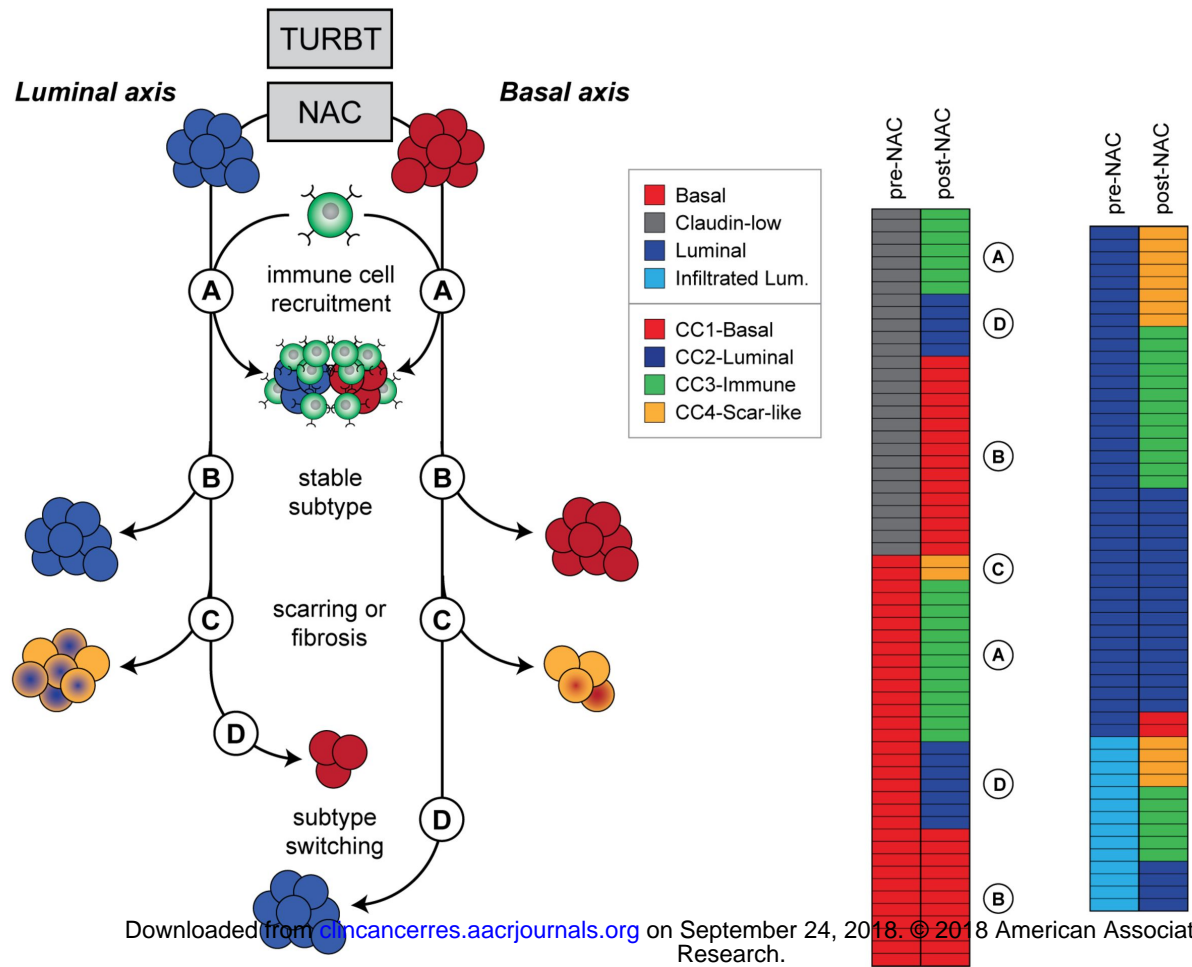 TURBT
NAC
Luminal axis
Basal axis
immune cell
recruitment
A
A
B
stable
subtype
B
C
scarring or
fibrosis
C
D
subtype
switching
D
Basal
Claudin-low
Luminal
Infiltrated Lum.
CC1-Basal
CC2-Luminal
CC3-Immune
CC4-Scar-like
pre-NAC
post-NAC
A
D
B
C
A
D
B
pre-NAC
post-NAC
Downloaded from clincancerres.aacrjournals.org on September 24, 2018. © 2018 American Associat
Research.